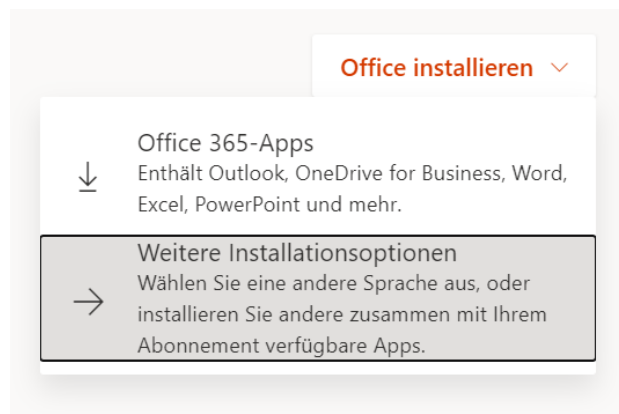 Office installieren
Office 365-Apps
Enthält Outlook, OneDrive for Business, Word,
Excel, PowerPoint und mehr.
Weitere Installationsoptionen
Wählen Sie eine andere Sprache aus, oder
installieren Sie andere zusammen mit Ihrem
Abonnement verfügbare Apps.